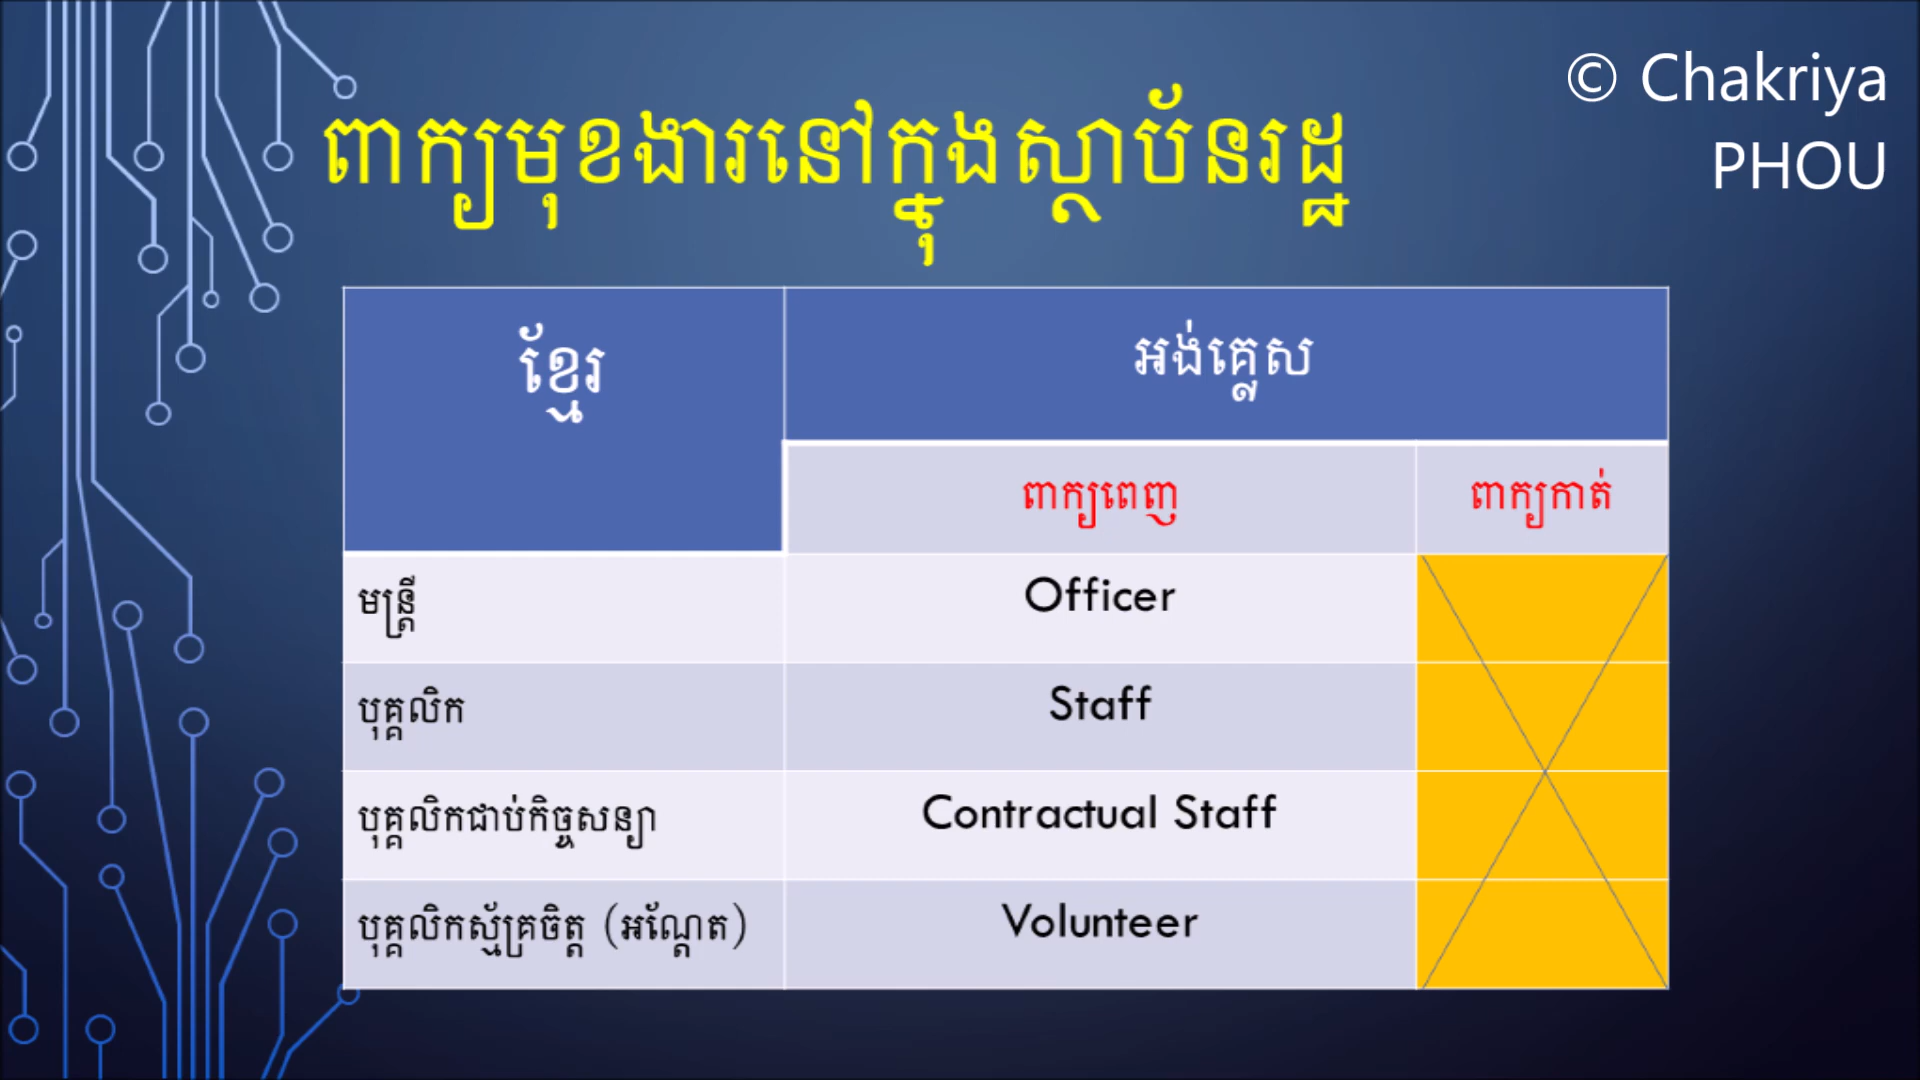 © Chakriya
PHOU
ពាក្យមុខងារនៅក្នុងស្ថាប័នរដ្ឋ
ខ្មែរ
អង់គ្លេស
ពាក្យពេញ
ពាក្យកាត់
មន្ត្រី
Officer
បុគ្គលិក
Staff
បុគ្គលិកជាប់កិច្ចសន្យា
Contractual Staff
បុគ្គលិកស្ម័គ្រចិត្ត (អណ្តែត)
Volunteer